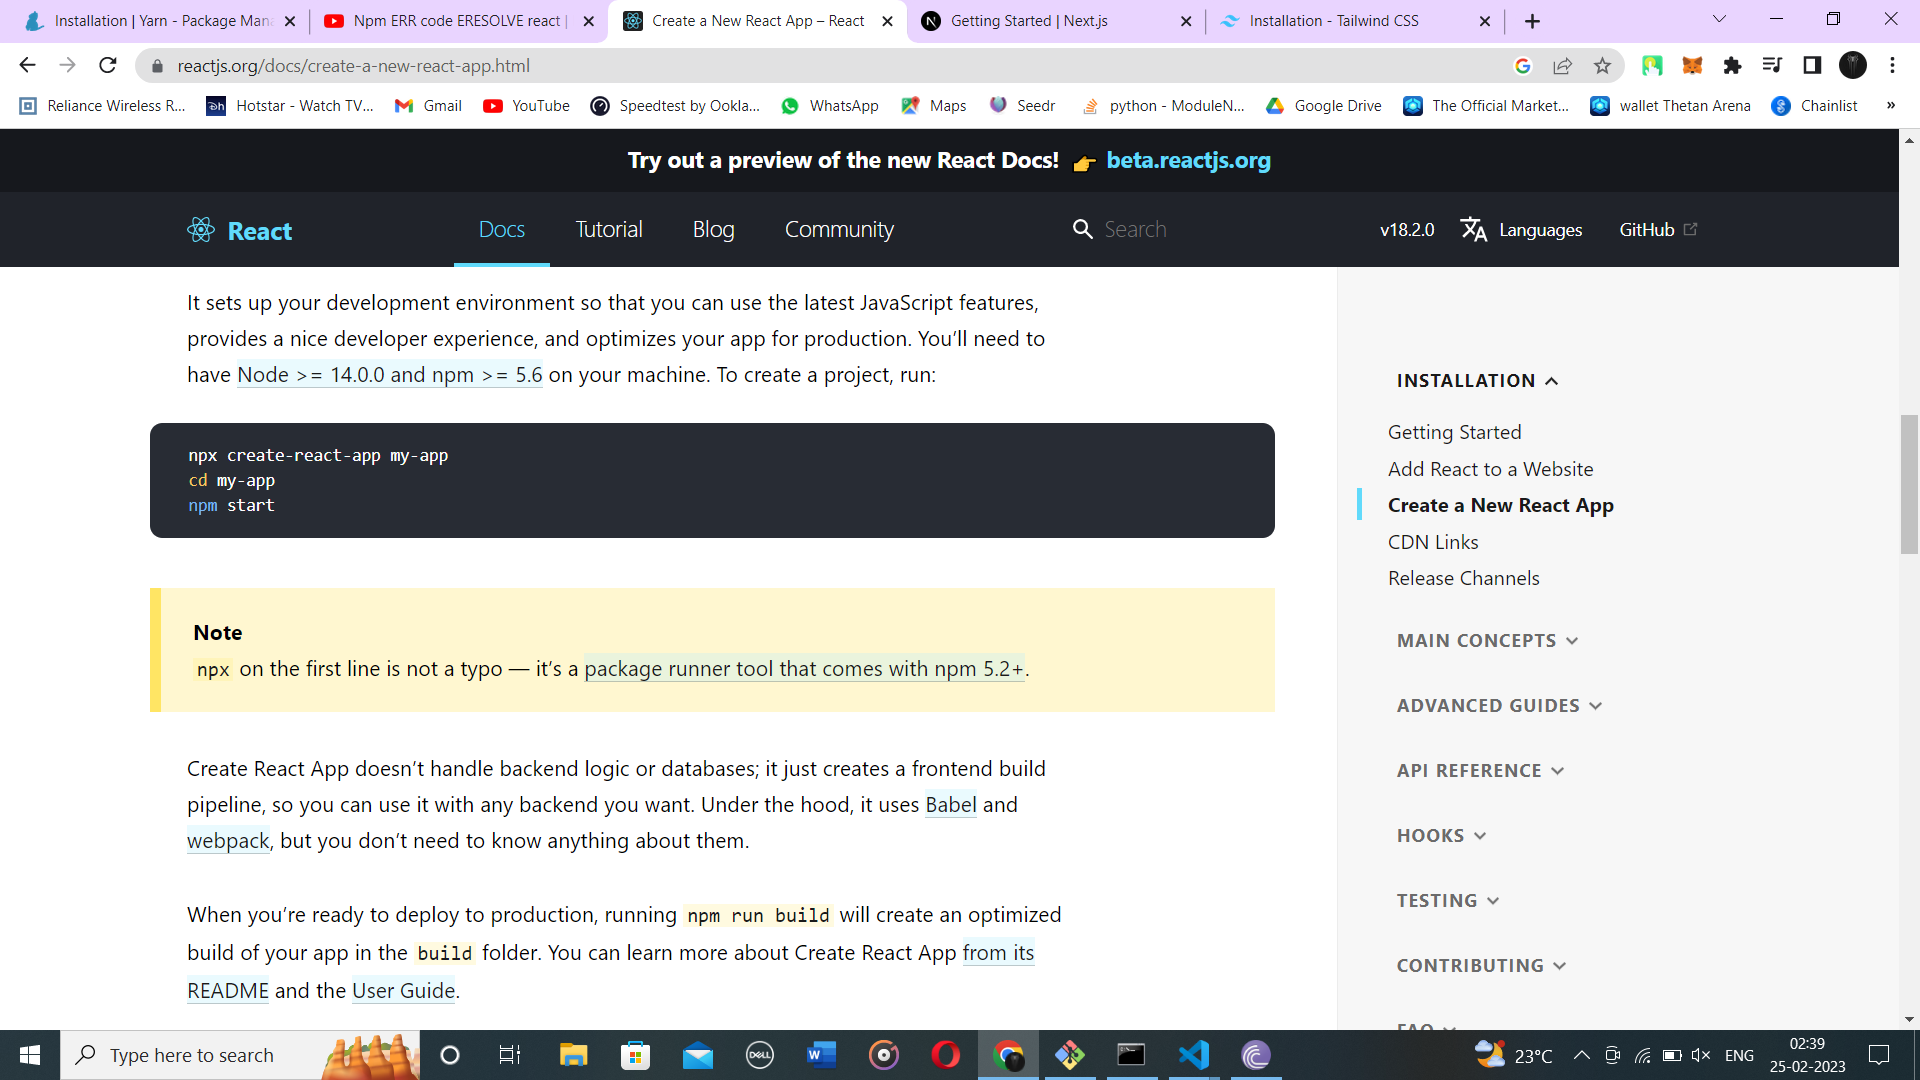 Installation | Yarn - Package Mana
Npm ERR code ERESOLVE react |
Create a New React App – React
Getting Started | Next.js
Installation - Tailwind CSS
reactjs.org/docs/create-a-new-react-app.html
Reliance Wireless R...
Hotstar - Watch TV...
Gmail
YouTube
Speedtest by Ookla...
WhatsApp
Maps
Seedr
python - ModuleN...
Google Drive
The Official Market...
wallet Thetan Arena
Chainlist
»
Try out a preview of the new React Docs! 👉 beta.reactjs.org
React
Docs
Tutorial
Blog
Community
Search
v18.2.0
Languages
GitHub
It sets up your development environment so that you can use the latest JavaScript features,
provides a nice developer experience, and optimizes your app for production. You’ll need to
have Node >= 14.0.0 and npm >= 5.6 on your machine. To create a project, run:
npx create-react-app my-app
cd my-app
npm start
Note
npx on the first line is not a typo — it’s a package runner tool that comes with npm 5.2+.
Create React App doesn’t handle backend logic or databases; it just creates a frontend build
pipeline, so you can use it with any backend you want. Under the hood, it uses Babel and
webpack, but you don’t need to know anything about them.
When you’re ready to deploy to production, running npm run build will create an optimized
build of your app in the build folder. You can learn more about Create React App from its
README and the User Guide.
INSTALLATION
Getting Started
Add React to a Website
Create a New React App
CDN Links
Release Channels
MAIN CONCEPTS
ADVANCED GUIDES
API REFERENCE
HOOKS
TESTING
CONTRIBUTING
FAQ
Type here to search
DELL
23°C
ENG
02:39
25-02-2023